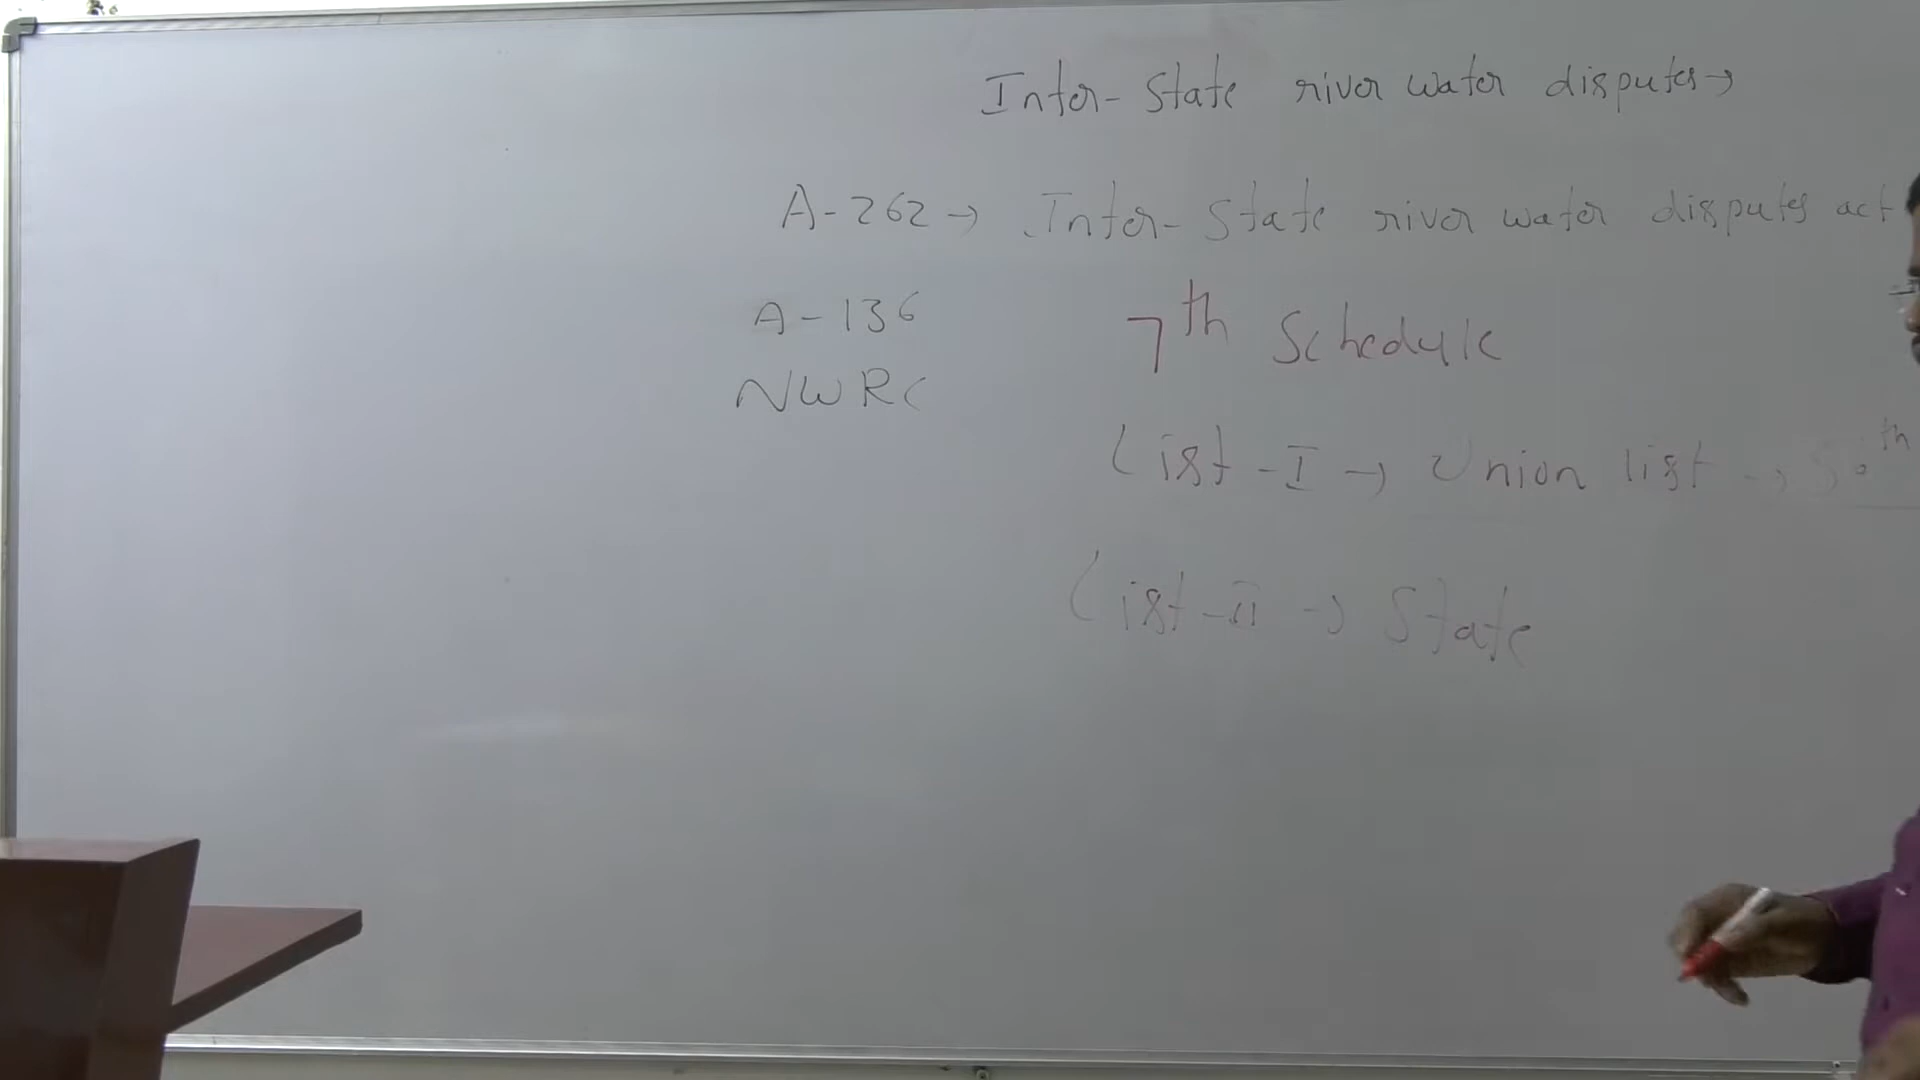 Inter-State river water disputes→
A-262 → Inter-State river water disputes act
A-136
7th Schedule
NWRC
List-I → Union list → th
List-II → State